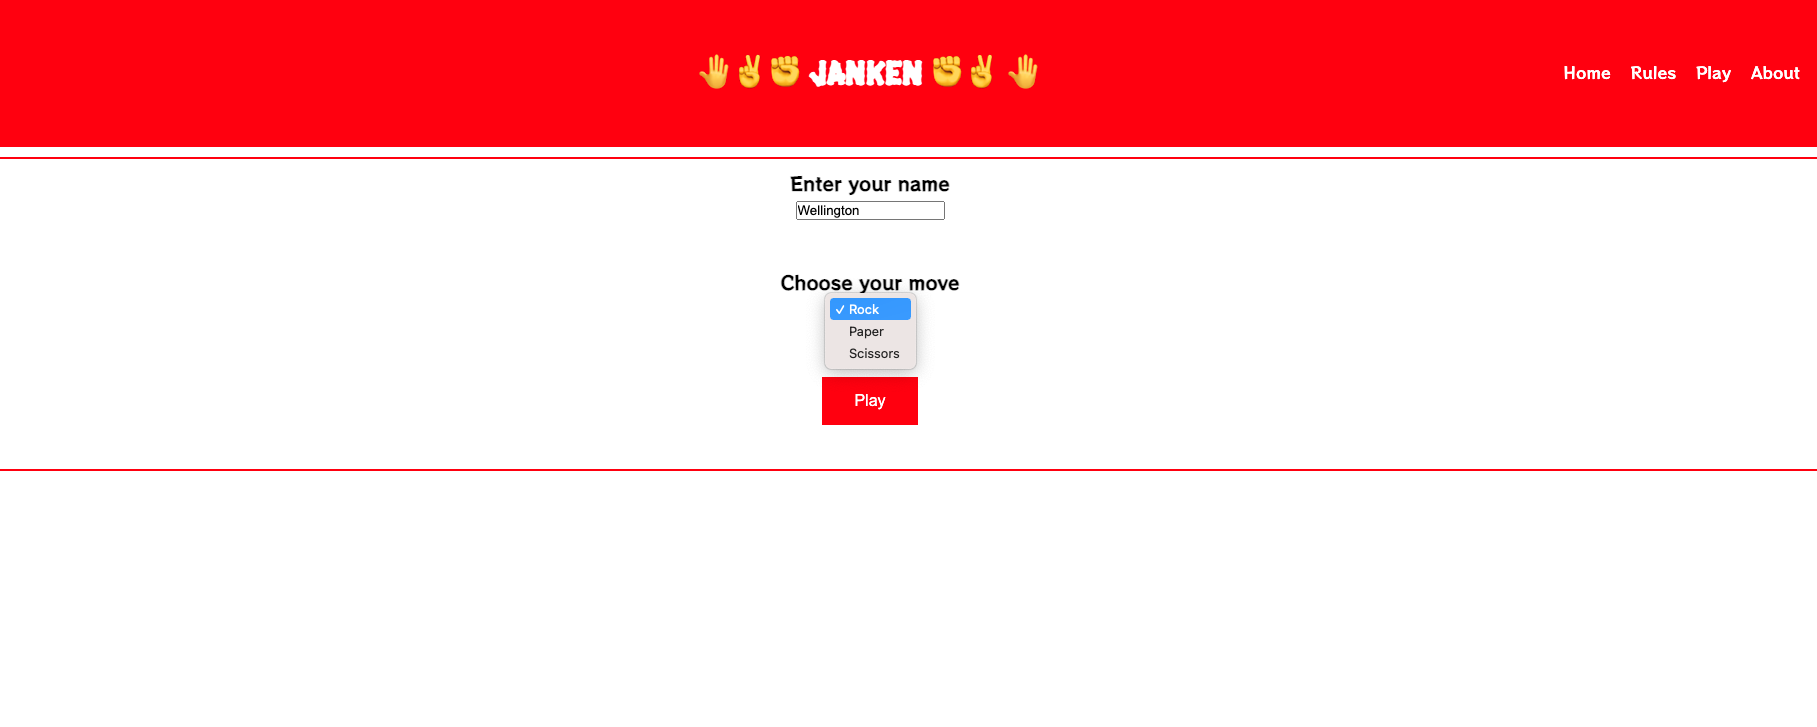 🤚✌️✊ JANKEN ✊✌️🤚
Home Rules Play About
Enter your name
Wellington
Choose your move
✓ Rock
Paper
Scissors
Play